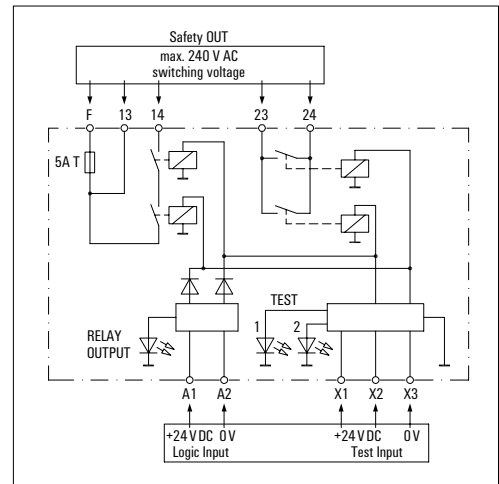 Safety OUT
max. 240 V AC
switching voltage
F 13 14 23 24
5A T
TEST
1 2
RELAY
OUTPUT
A1 A2 X1 X2 X3
+24 V DC 0 V +24 V DC 0 V
Logic Input Test Input